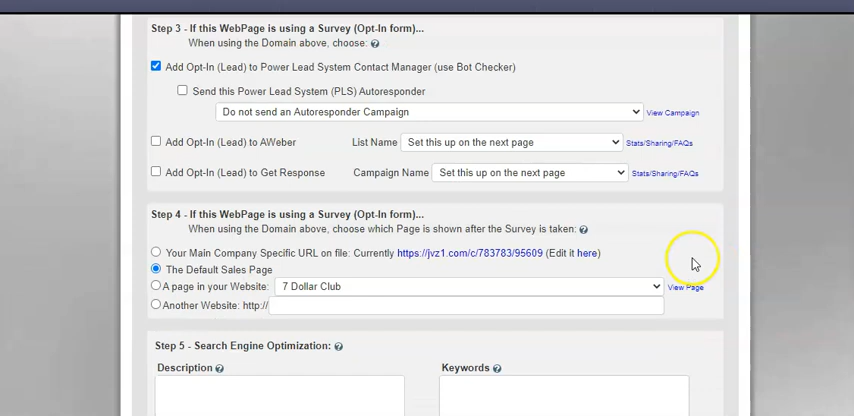 Step 3 - If this WebPage is using a Survey (Opt-In form)...
When using the Domain above, choose: ?
Add Opt-In (Lead) to Power Lead System Contact Manager (use Bot Checker)
Send this Power Lead System (PLS) Autoresponder
Do not send an Autoresponder Campaign View Campaign
Add Opt-In (Lead) to AWeber List Name Set this up on the next page Stats/Sharing/FAQs
Add Opt-In (Lead) to Get Response Campaign Name Set this up on the next page Stats/Sharing/FAQs
Step 4 - If this WebPage is using a Survey (Opt-In form)...
When using the Domain above, choose which Page is shown after the Survey is taken: ?
Your Main Company Specific URL on file: Currently https://jvz1.com/c/783783/95609 (Edit it here)
The Default Sales Page
A page in your Website: 7 Dollar Club View Page
Another Website: http://
Step 5 - Search Engine Optimization: ?
Description ? Keywords ?